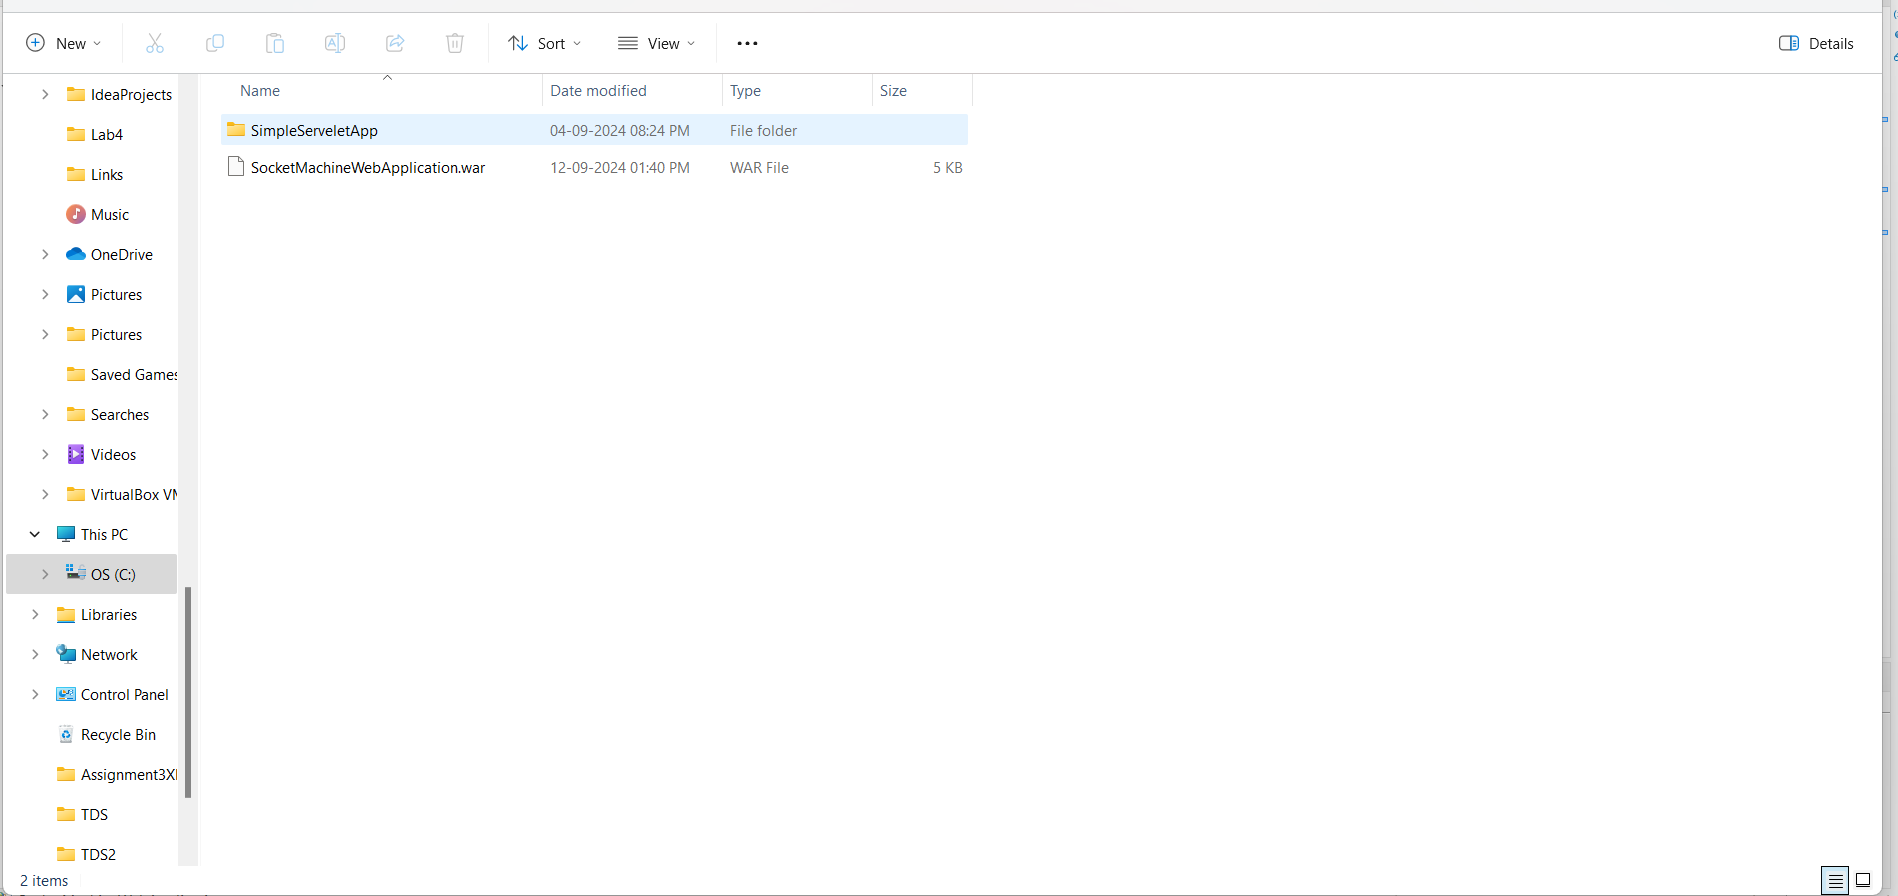 New Sort View Details
Name Date modified Type Size
SimpleServeletApp 04-09-2024 08:24 PM File folder
SocketMachineWebApplication.war 12-09-2024 01:40 PM WAR File 5 KB
IdeaProjects
Lab4
Links
Music
OneDrive
Pictures
Pictures
Saved Games
Searches
Videos
VirtualBox VM
This PC
OS (C:)
Libraries
Network
Control Panel
Recycle Bin
Assignment3X
TDS
TDS2
2 items